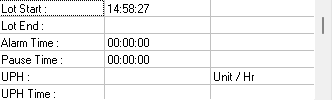 Lot Start : 14:58:27
Lot End :
Alarm Time : 00:00:00
Pause Time : 00:00:00
UPH : Unit / Hr
UPH Time :